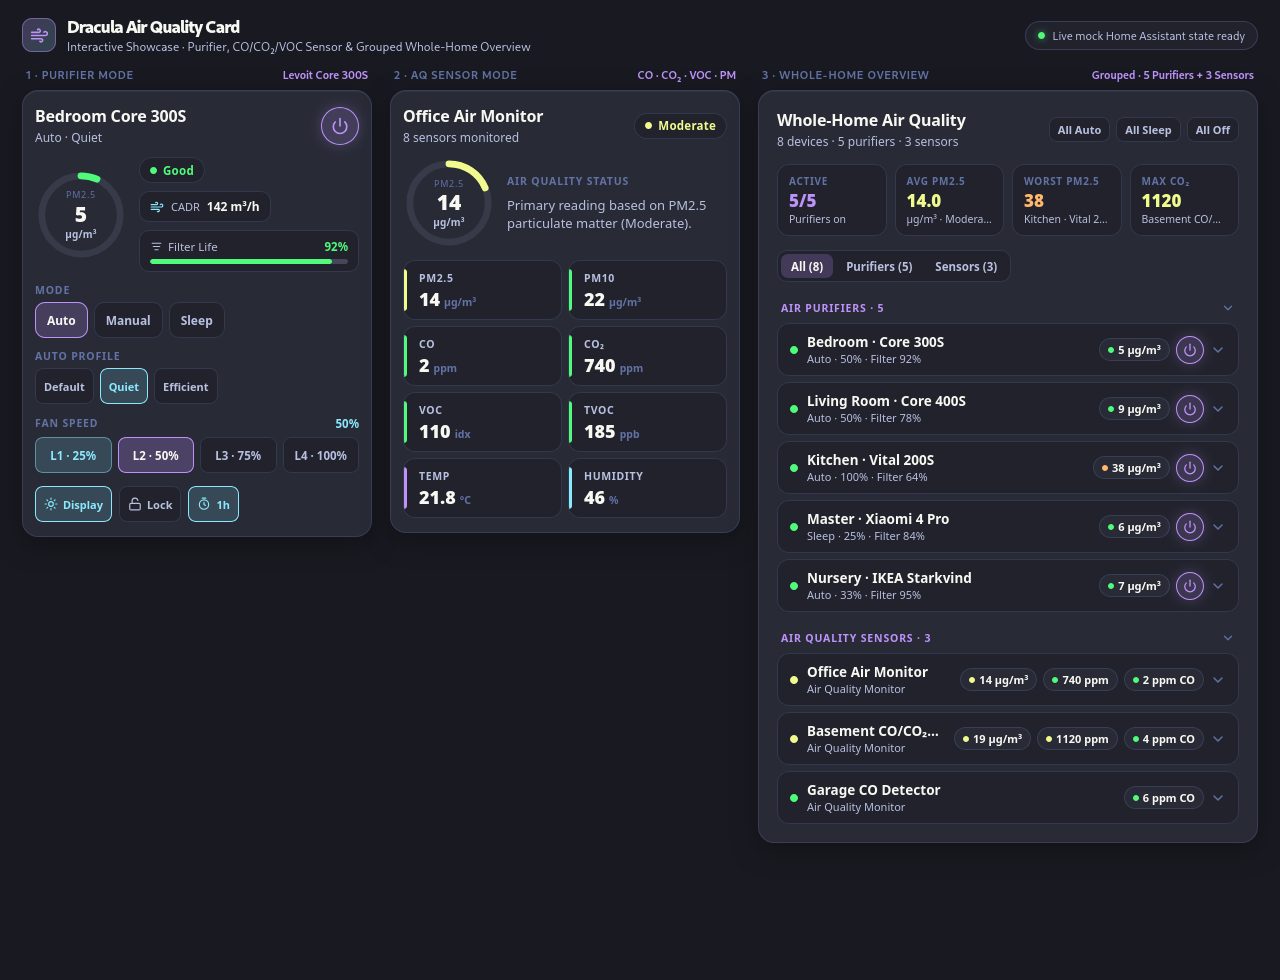 Dracula Air Quality Card
Interactive Showcase · Purifier, CO/CO₂/VOC Sensor & Grouped Whole-Home Overview
Live mock Home Assistant state ready
1 · PURIFIER MODE
Levoit Core 300S
Bedroom Core 300S
Auto · Quiet
PM2.5
5
µg/m³
Good
CADR 142 m³/h
Filter Life 92%
MODE
Auto Manual Sleep
AUTO PROFILE
Default Quiet Efficient
FAN SPEED 50%
L1 · 25% L2 · 50% L3 · 75% L4 · 100%
Display Lock 1h
2 · AQ SENSOR MODE
CO · CO₂ · VOC · PM
Office Air Monitor
8 sensors monitored
Moderate
PM2.5
14
µg/m³
AIR QUALITY STATUS
Primary reading based on PM2.5
particulate matter (Moderate).
PM2.5
14 µg/m³
PM10
22 µg/m³
CO
2 ppm
CO₂
740 ppm
VOC
110 idx
TVOC
185 ppb
TEMP
21.8 °C
HUMIDITY
46 %
3 · WHOLE-HOME OVERVIEW
Grouped · 5 Purifiers + 3 Sensors
Whole-Home Air Quality
8 devices · 5 purifiers · 3 sensors
All Auto All Sleep All Off
ACTIVE
5/5
Purifiers on
AVG PM2.5
14.0
µg/m³ · Modera...
WORST PM2.5
38
Kitchen · Vital 2...
MAX CO₂
1120
Basement CO/...
All (8) Purifiers (5) Sensors (3)
AIR PURIFIERS · 5
Bedroom · Core 300S
Auto · 50% · Filter 92%
5 µg/m³
Living Room · Core 400S
Auto · 50% · Filter 78%
9 µg/m³
Kitchen · Vital 200S
Auto · 100% · Filter 64%
38 µg/m³
Master · Xiaomi 4 Pro
Sleep · 25% · Filter 84%
6 µg/m³
Nursery · IKEA Starkvind
Auto · 33% · Filter 95%
7 µg/m³
AIR QUALITY SENSORS · 3
Office Air Monitor
Air Quality Monitor
14 µg/m³ 740 ppm 2 ppm CO
Basement CO/CO₂...
Air Quality Monitor
19 µg/m³ 1120 ppm 4 ppm CO
Garage CO Detector
Air Quality Monitor
6 ppm CO